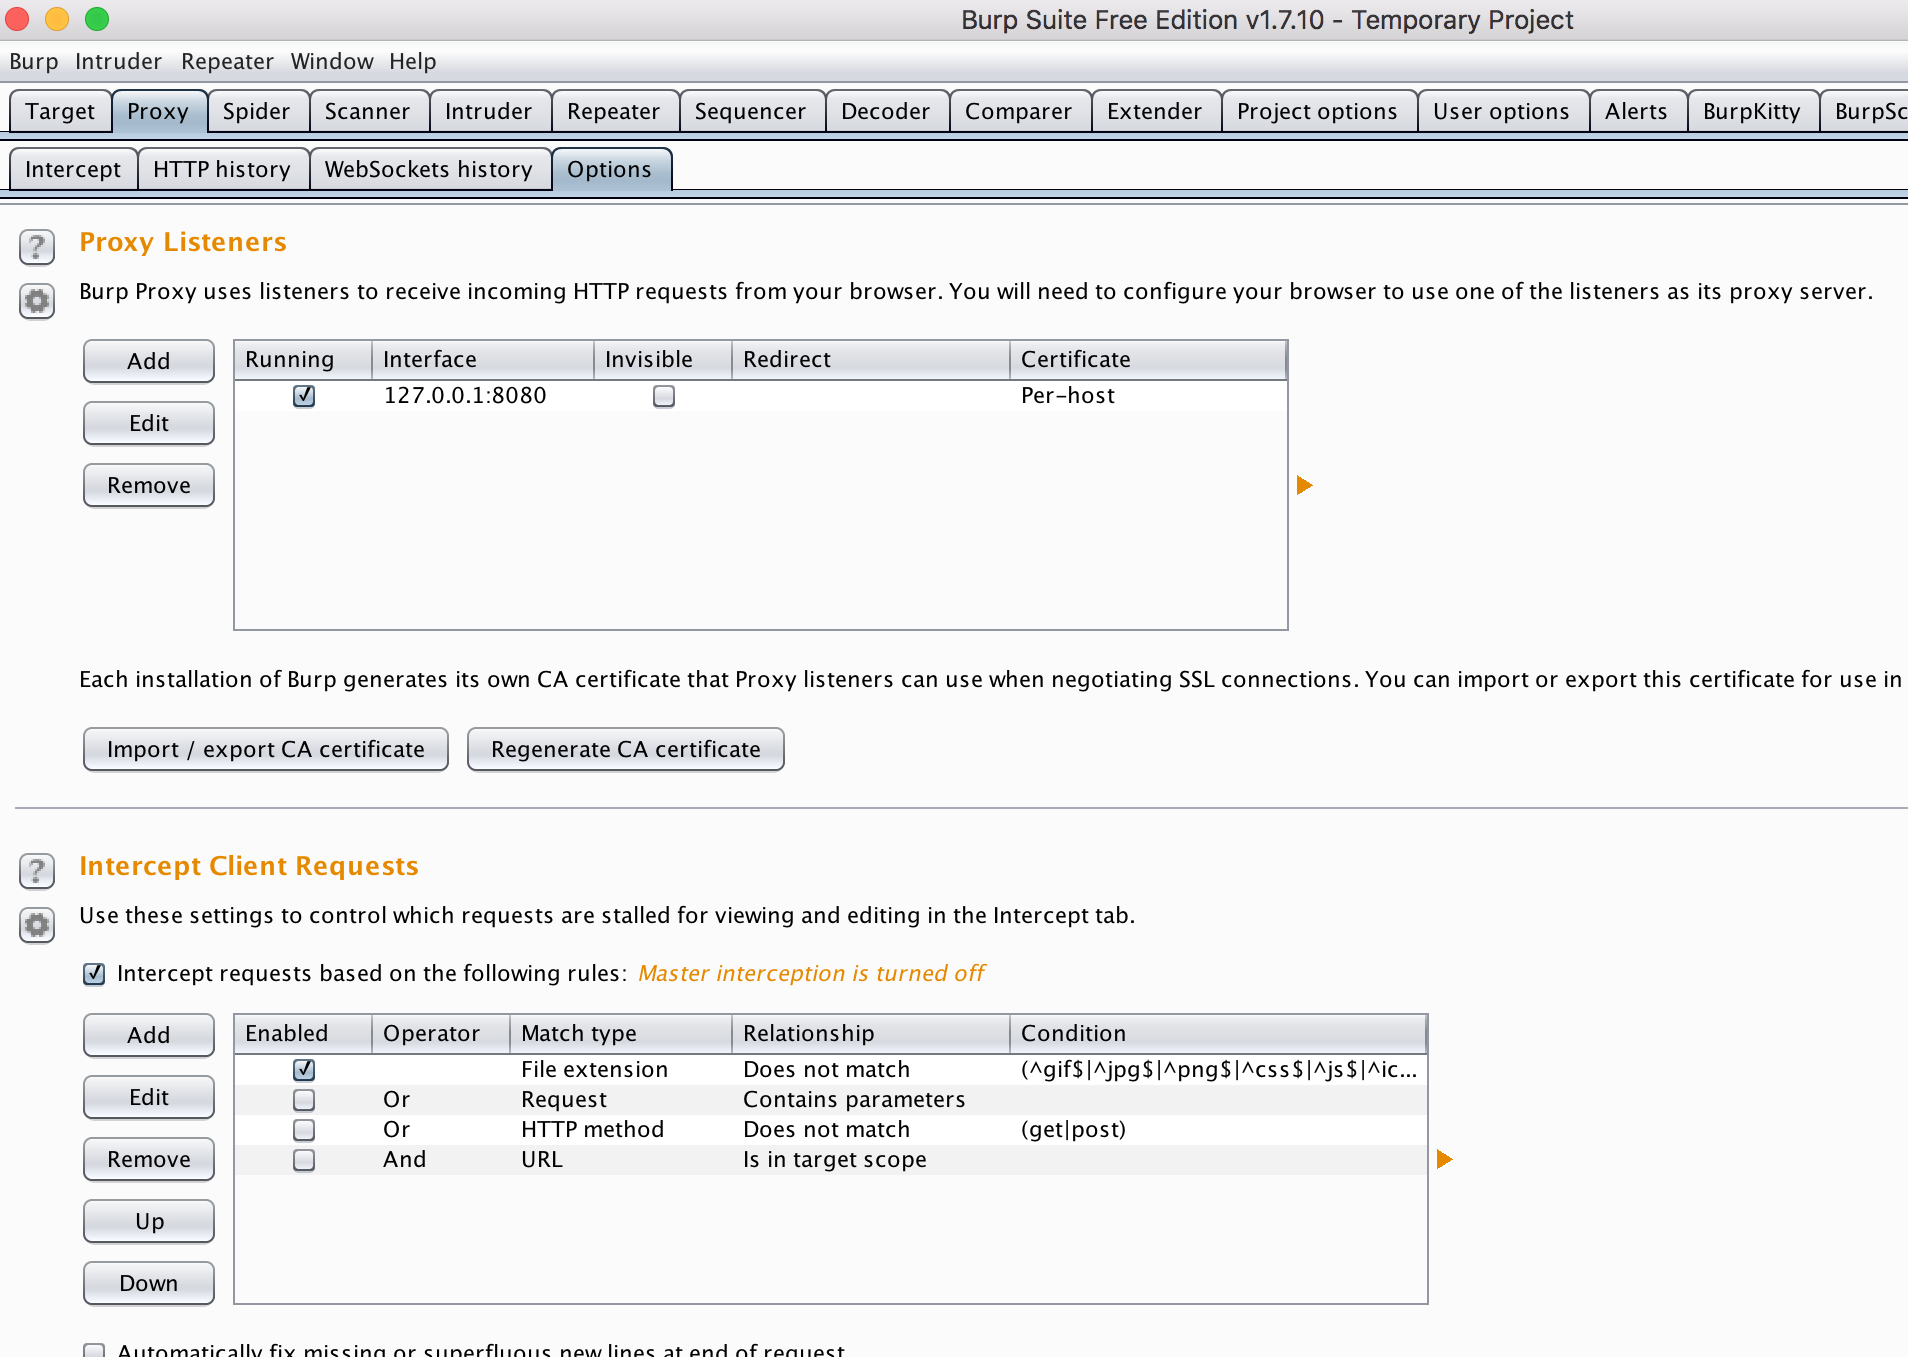 Burp Suite Free Edition v1.7.10 - Temporary Project
Burp Intruder Repeater Window Help
Target Proxy Spider Scanner Intruder Repeater Sequencer Decoder Comparer Extender Project options User options Alerts BurpKitty BurpSc
Intercept HTTP history WebSockets history Options
? Proxy Listeners
Burp Proxy uses listeners to receive incoming HTTP requests from your browser. You will need to configure your browser to use one of the listeners as its proxy server.
Add Running Interface Invisible Redirect Certificate
127.0.0.1:8080 Per-host
Edit
Remove
Each installation of Burp generates its own CA certificate that Proxy listeners can use when negotiating SSL connections. You can import or export this certificate for use in
Import / export CA certificate Regenerate CA certificate
? Intercept Client Requests
Use these settings to control which requests are stalled for viewing and editing in the Intercept tab.
Intercept requests based on the following rules: Master interception is turned off
Add Enabled Operator Match type Relationship Condition
File extension Does not match (^gif$|^jpg$|^png$|^css$|^js$|^ic...
Edit Or Request Contains parameters
Or HTTP method Does not match (get|post)
Remove And URL Is in target scope
Up
Down
Automatically fix missing or superfluous new lines at end of request